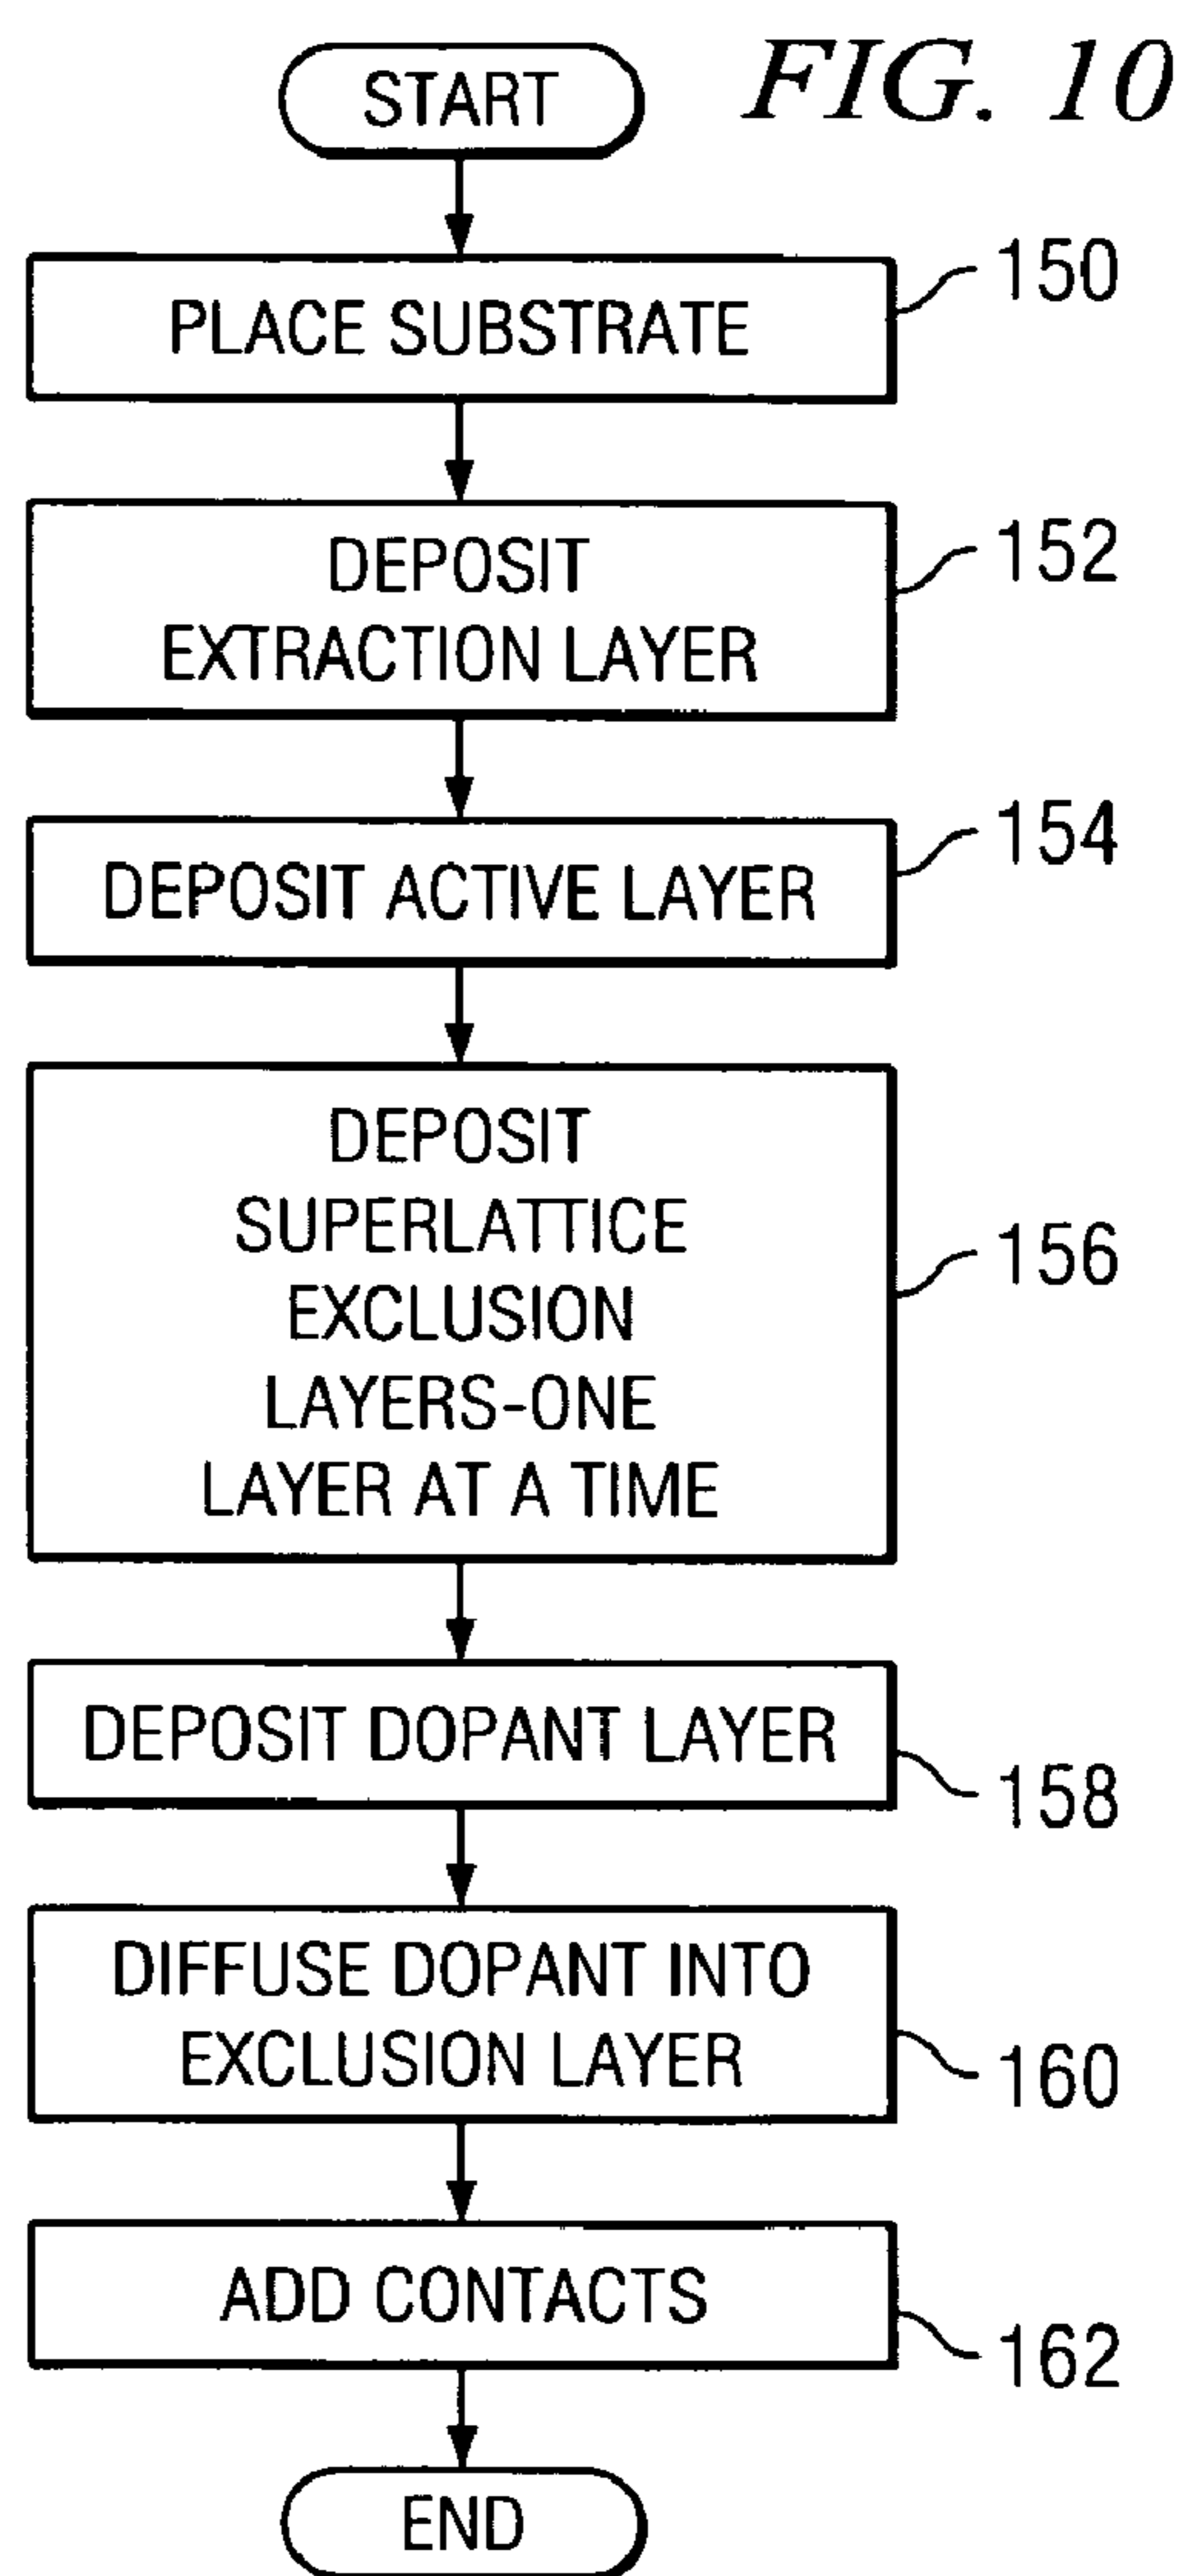 FIG. 10
START
PLACE SUBSTRATE
150
DEPOSIT
EXTRACTION LAYER
152
DEPOSIT ACTIVE LAYER
154
DEPOSIT
SUPERLATTICE
EXCLUSION
LAYERS-ONE
LAYER AT A TIME
156
DEPOSIT DOPANT LAYER
158
DIFFUSE DOPANT INTO
EXCLUSION LAYER
160
ADD CONTACTS
162
END